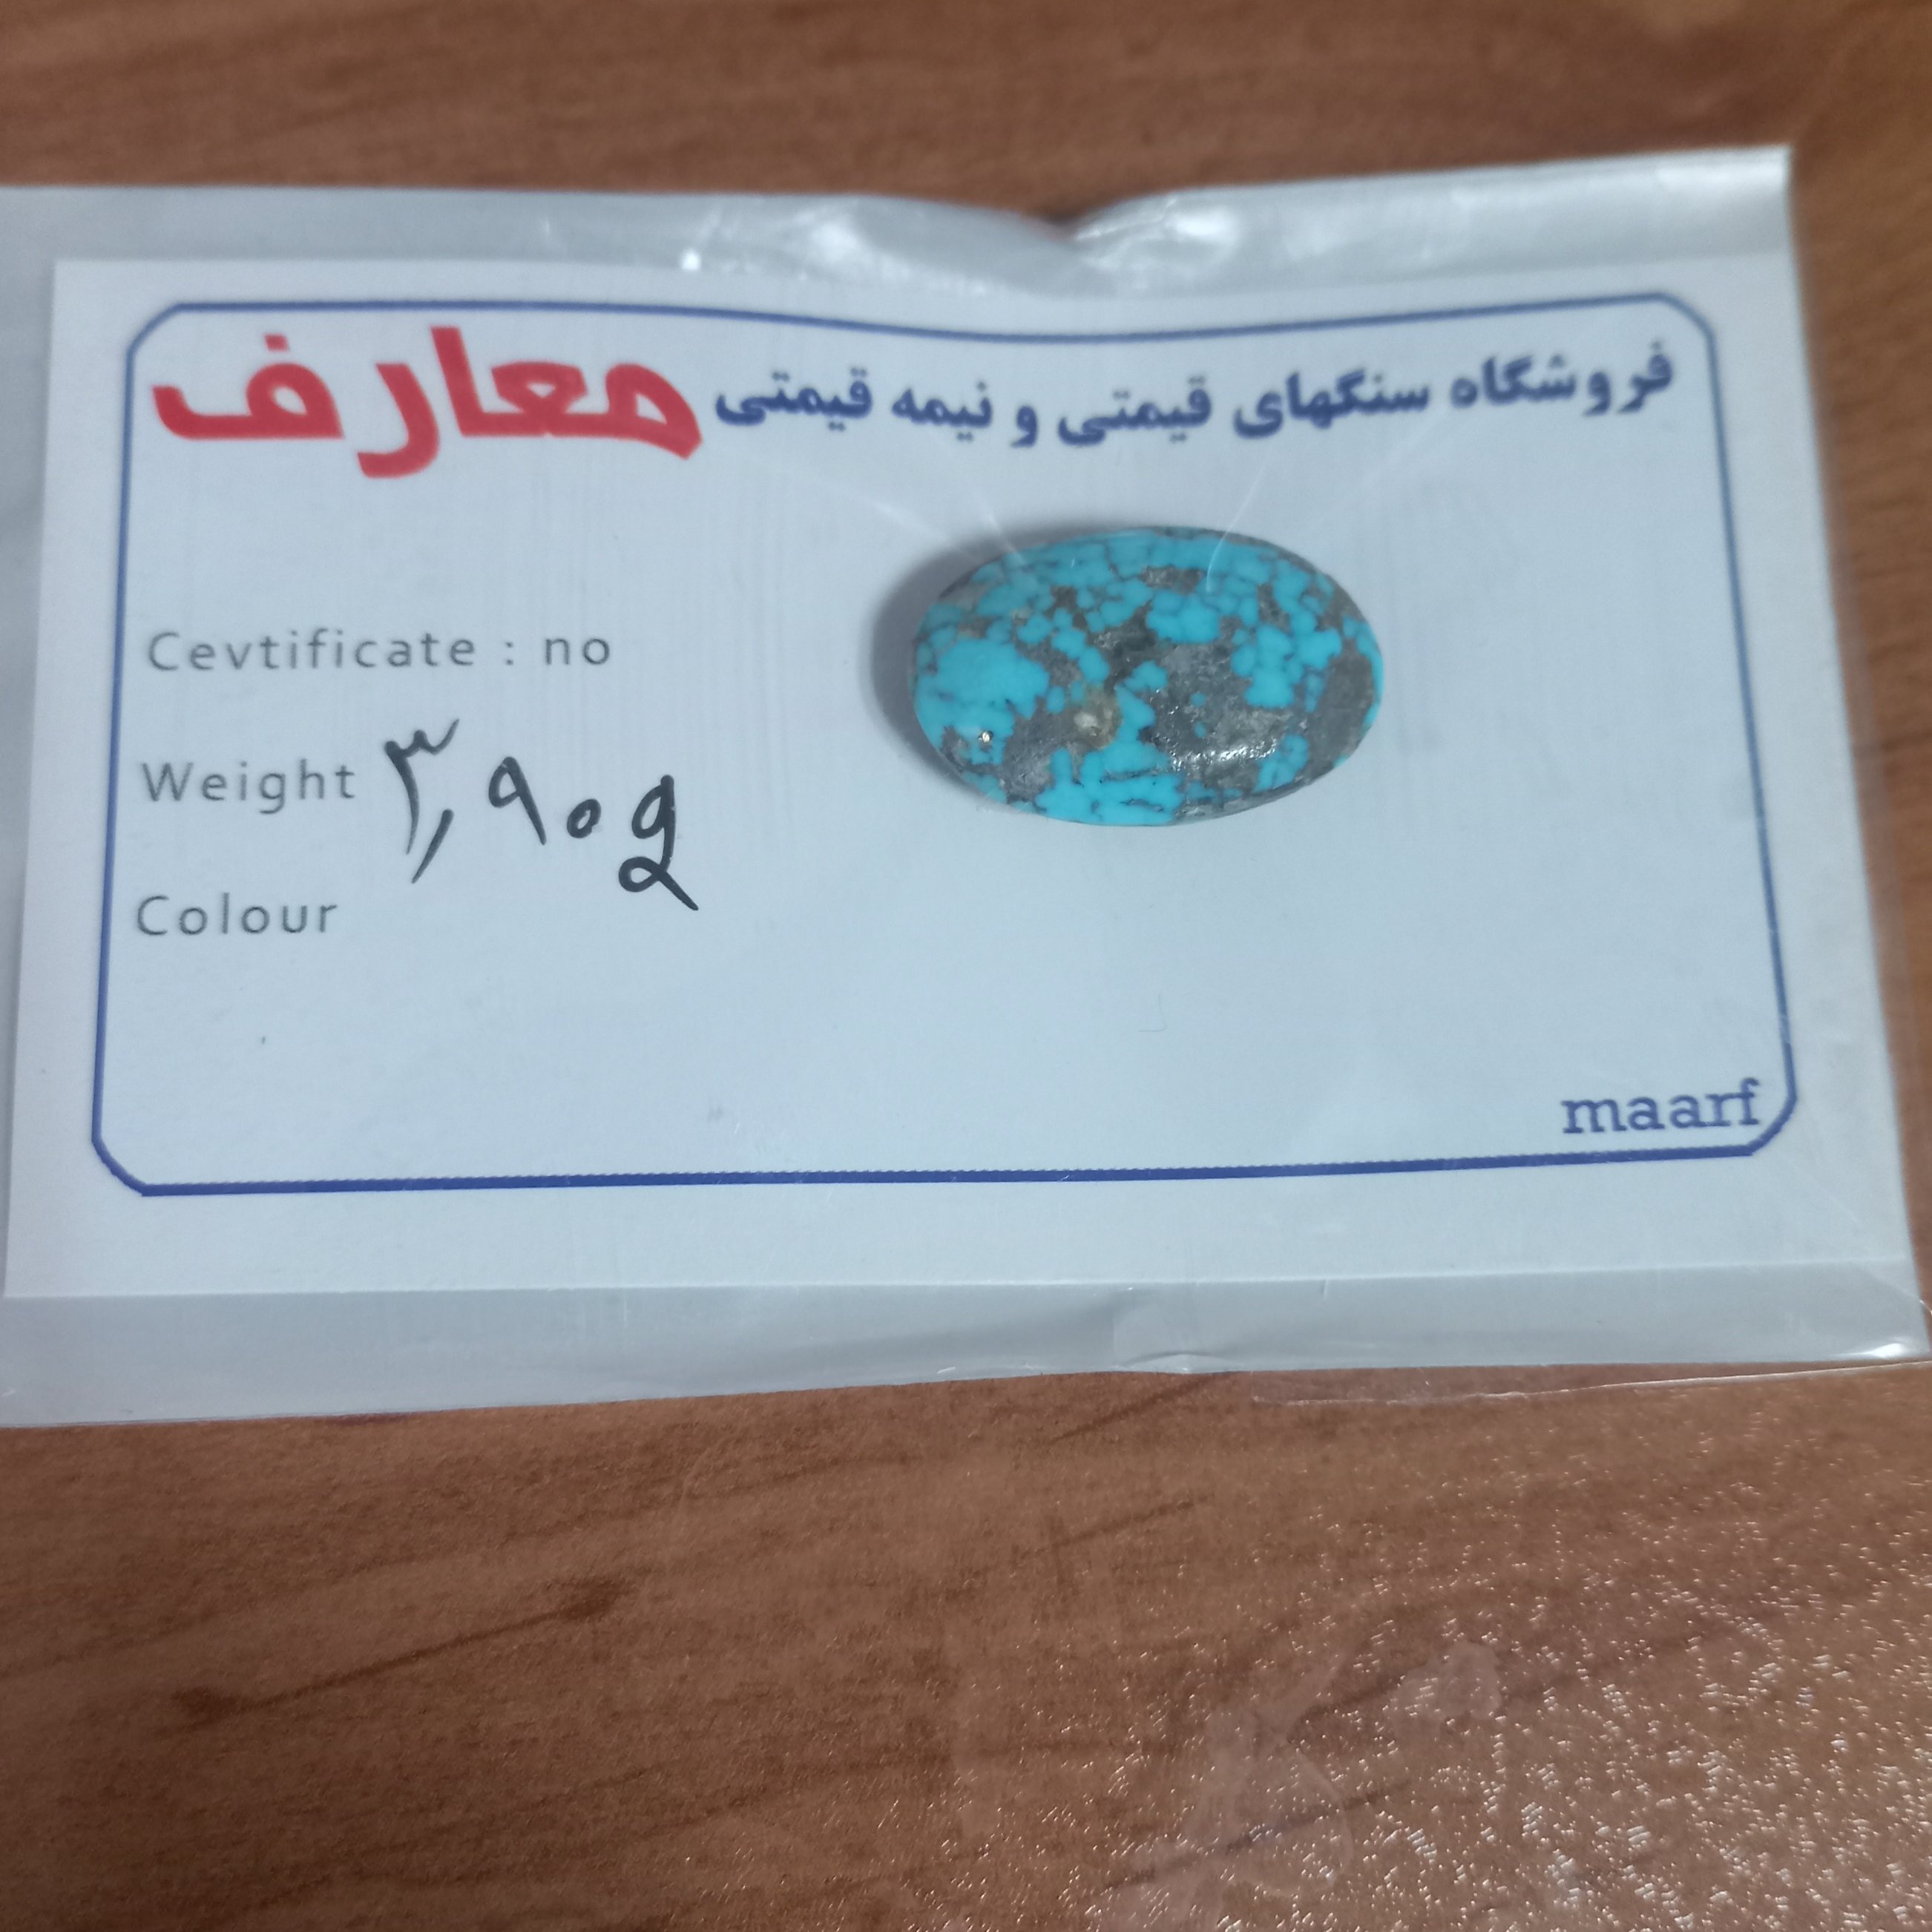 فروشگاه سنگهای قیمتی و نیمه قیمتی معارف
Cevtificate : no
Weight ۳,۹۰g
Colour
maarf